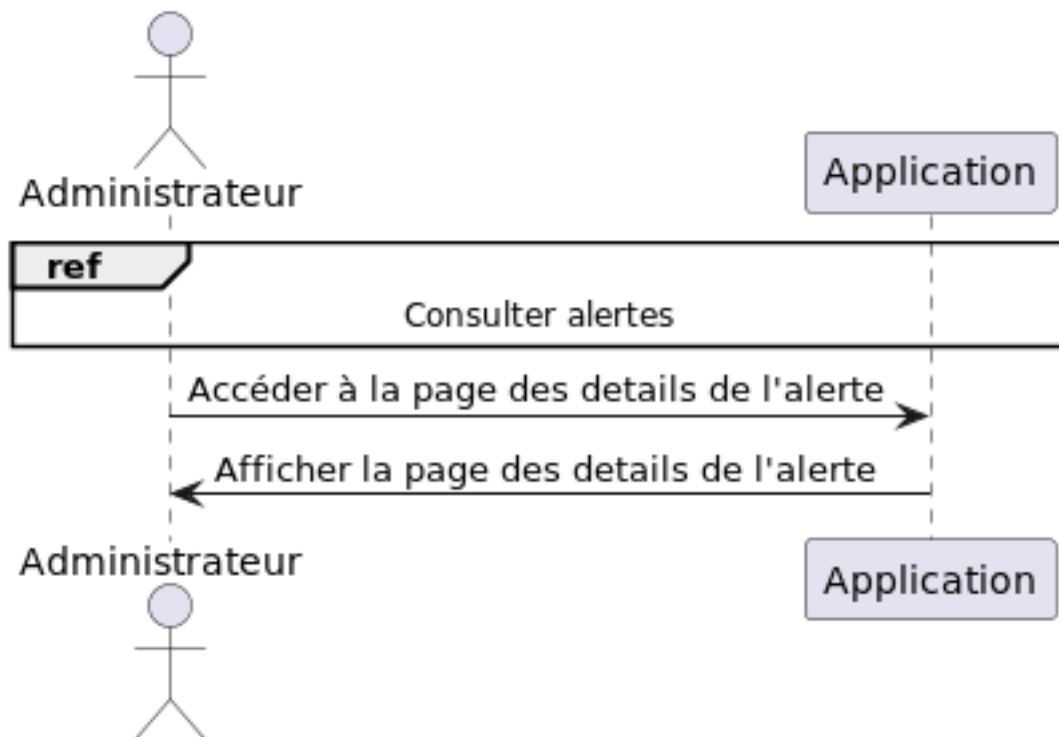 Administrateur
Application
ref
Consulter alertes
Accéder à la page des details de l'alerte
Afficher la page des details de l'alerte
Administrateur
Application